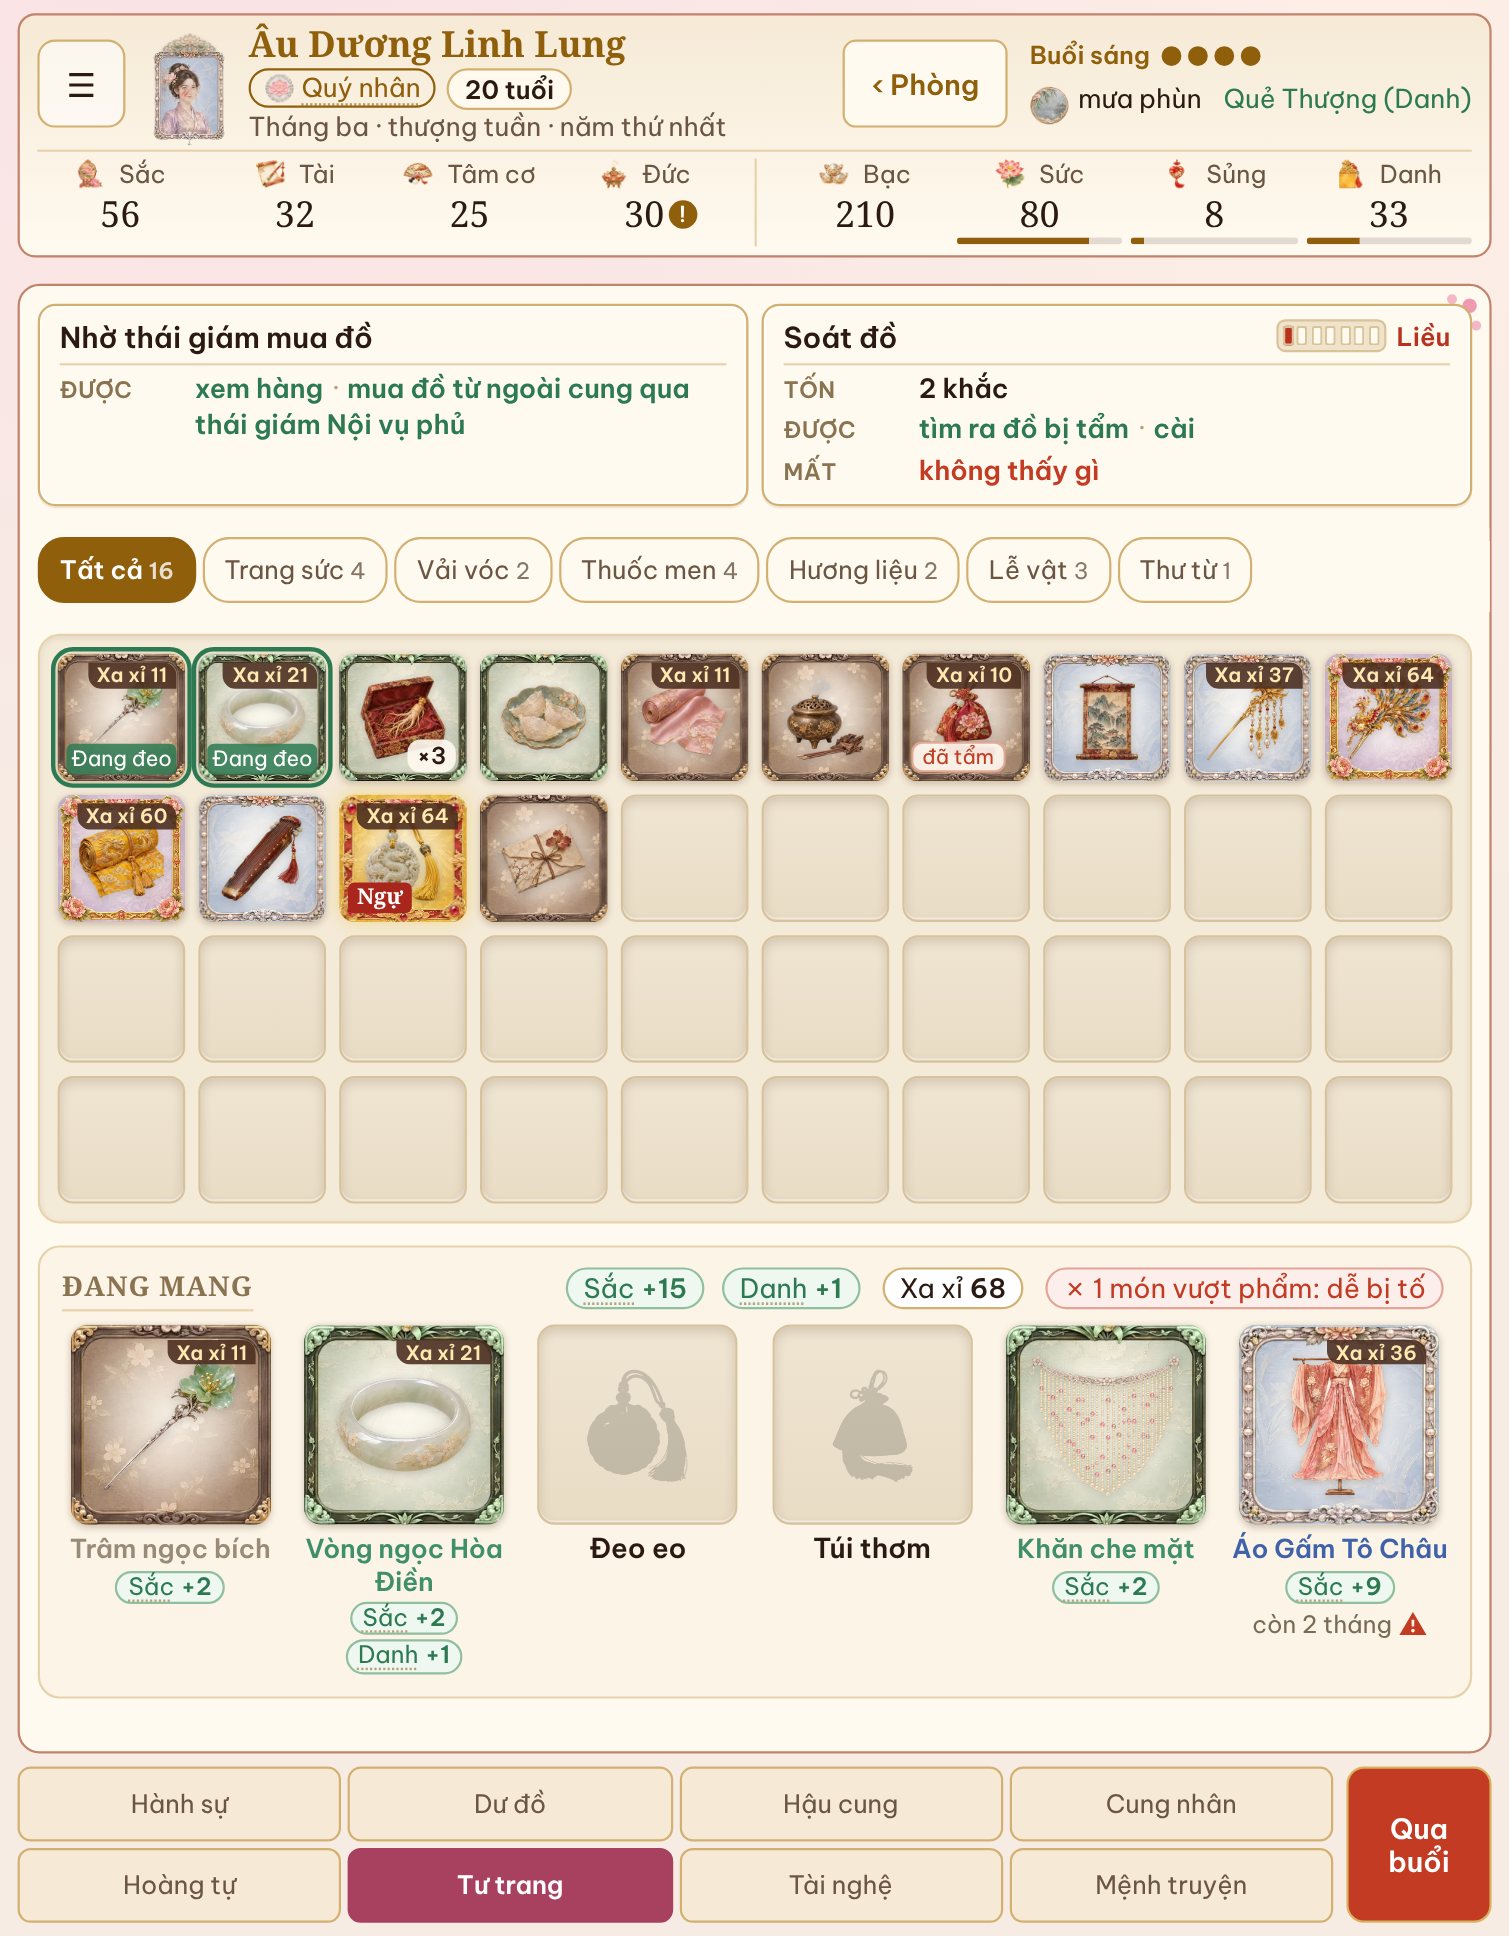 Âu Dương Linh Lung
Quý nhân
20 tuổi
Tháng ba · thượng tuần · năm thứ nhất
‹ Phòng
Buổi sáng
mưa phùn
Quẻ Thượng (Danh)
Sắc
Tài
Tâm cơ
Đức
Bạc
Sức
Sủng
Danh
56
32
25
30
!
210
80
8
33
Nhờ thái giám mua đồ
ĐƯỢC
xem hàng · mua đồ từ ngoài cung qua
thái giám Nội vụ phủ
Soát đồ
Liều
TỐN
2 khắc
ĐƯỢC
tìm ra đồ bị tẩm · cài
MẤT
không thấy gì
Tất cả 16
Trang sức 4
Vải vóc 2
Thuốc men 4
Hương liệu 2
Lễ vật 3
Thư từ 1
Xa xỉ 11
Đang đeo
Xa xỉ 21
Đang đeo
×3
Xa xỉ 11
Xa xỉ 10
đã tẩm
Xa xỉ 37
Xa xỉ 64
Xa xỉ 60
Xa xỉ 64
Ngự
ĐANG MANG
Sắc +15
Danh +1
Xa xỉ 68
× 1 món vượt phẩm: dễ bị tố
Xa xỉ 11
Xa xỉ 21
Xa xỉ 36
Trâm ngọc bích
Sắc +2
Vòng ngọc Hòa
Điền
Sắc +2
Danh +1
Đeo eo
Túi thơm
Khăn che mặt
Sắc +2
Áo Gấm Tô Châu
Sắc +9
còn 2 tháng
Hành sự
Dư đồ
Hậu cung
Cung nhân
Hoàng tự
Tư trang
Tài nghệ
Mệnh truyện
Qua
buổi